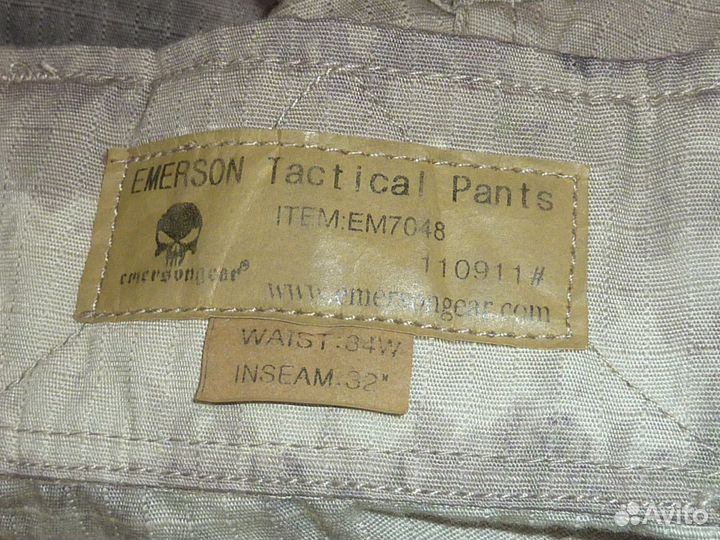 EMERSON Tactical Pants
ITEM:EM7048
110911#
emersongear®
www.emersongear.com
WAIST:34W
INSEAM:32"
Avito